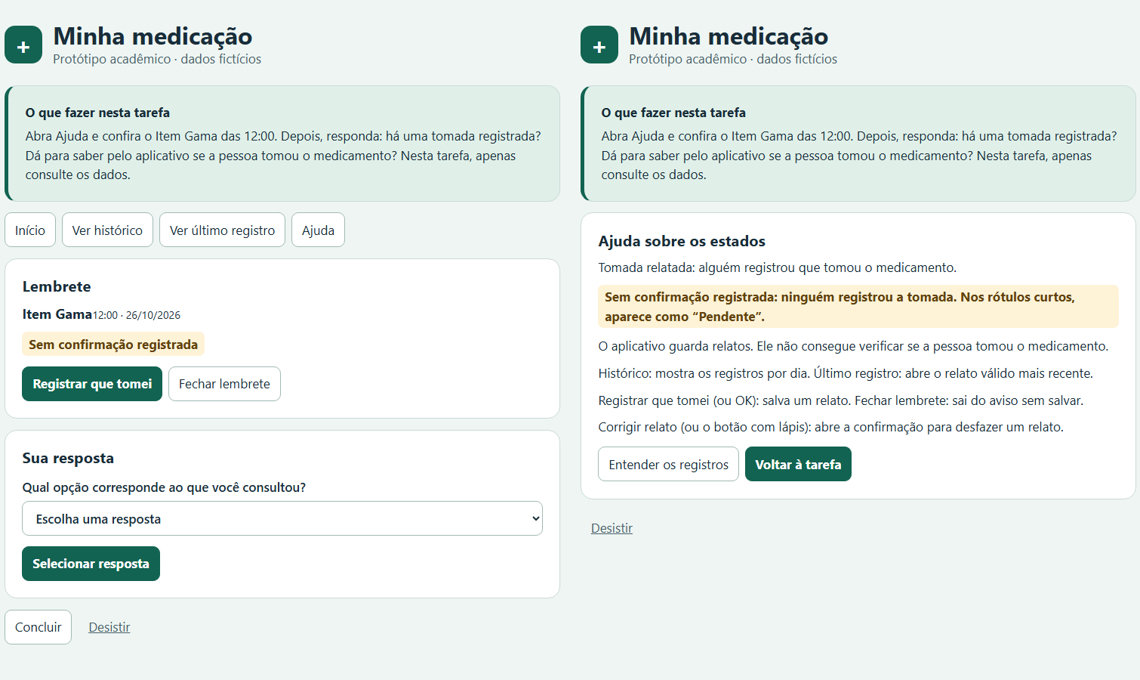 +
Minha medicação
Protótipo acadêmico · dados fictícios
O que fazer nesta tarefa
Abra Ajuda e confira o Item Gama das 12:00. Depois, responda: há uma tomada registrada?
Dá para saber pelo aplicativo se a pessoa tomou o medicamento? Nesta tarefa, apenas
consulte os dados.
Início
Ver histórico
Ver último registro
Ajuda
Lembrete
Item Gama 12:00 · 26/10/2026
Sem confirmação registrada
Registrar que tomei
Fechar lembrete
Sua resposta
Qual opção corresponde ao que você consultou?
Escolha uma resposta
Selecionar resposta
Concluir
Desistir
+
Minha medicação
Protótipo acadêmico · dados fictícios
O que fazer nesta tarefa
Abra Ajuda e confira o Item Gama das 12:00. Depois, responda: há uma tomada registrada?
Dá para saber pelo aplicativo se a pessoa tomou o medicamento? Nesta tarefa, apenas
consulte os dados.
Ajuda sobre os estados
Tomada relatada: alguém registrou que tomou o medicamento.
Sem confirmação registrada: ninguém registrou a tomada. Nos rótulos curtos,
aparece como “Pendente”.
O aplicativo guarda relatos. Ele não consegue verificar se a pessoa tomou o medicamento.
Histórico: mostra os registros por dia. Último registro: abre o relato válido mais recente.
Registrar que tomei (ou OK): salva um relato. Fechar lembrete: sai do aviso sem salvar.
Corrigir relato (ou o botão com lápis): abre a confirmação para desfazer um relato.
Entender os registros
Voltar à tarefa
Desistir